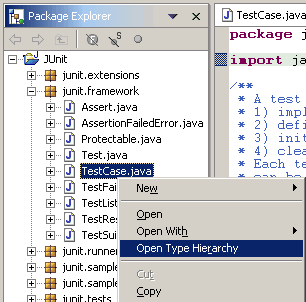 Package Explorer
JUnit
junit.extensions
junit.framework
Assert.java
AssertionFailedError.java
Protectable.java
Test.java
TestCase.java
TestFai
TestList
TestRes
TestSui
junit.runner
junit.sample
junit.sample
junit.tests
New
Open
Open With
Open Type Hierarchy
Cut
Copy
TestCase.java
package j
import ja
/**
* A test
* 1) impl
* 2) defi
* 3) init
* 4) clea
* Each te